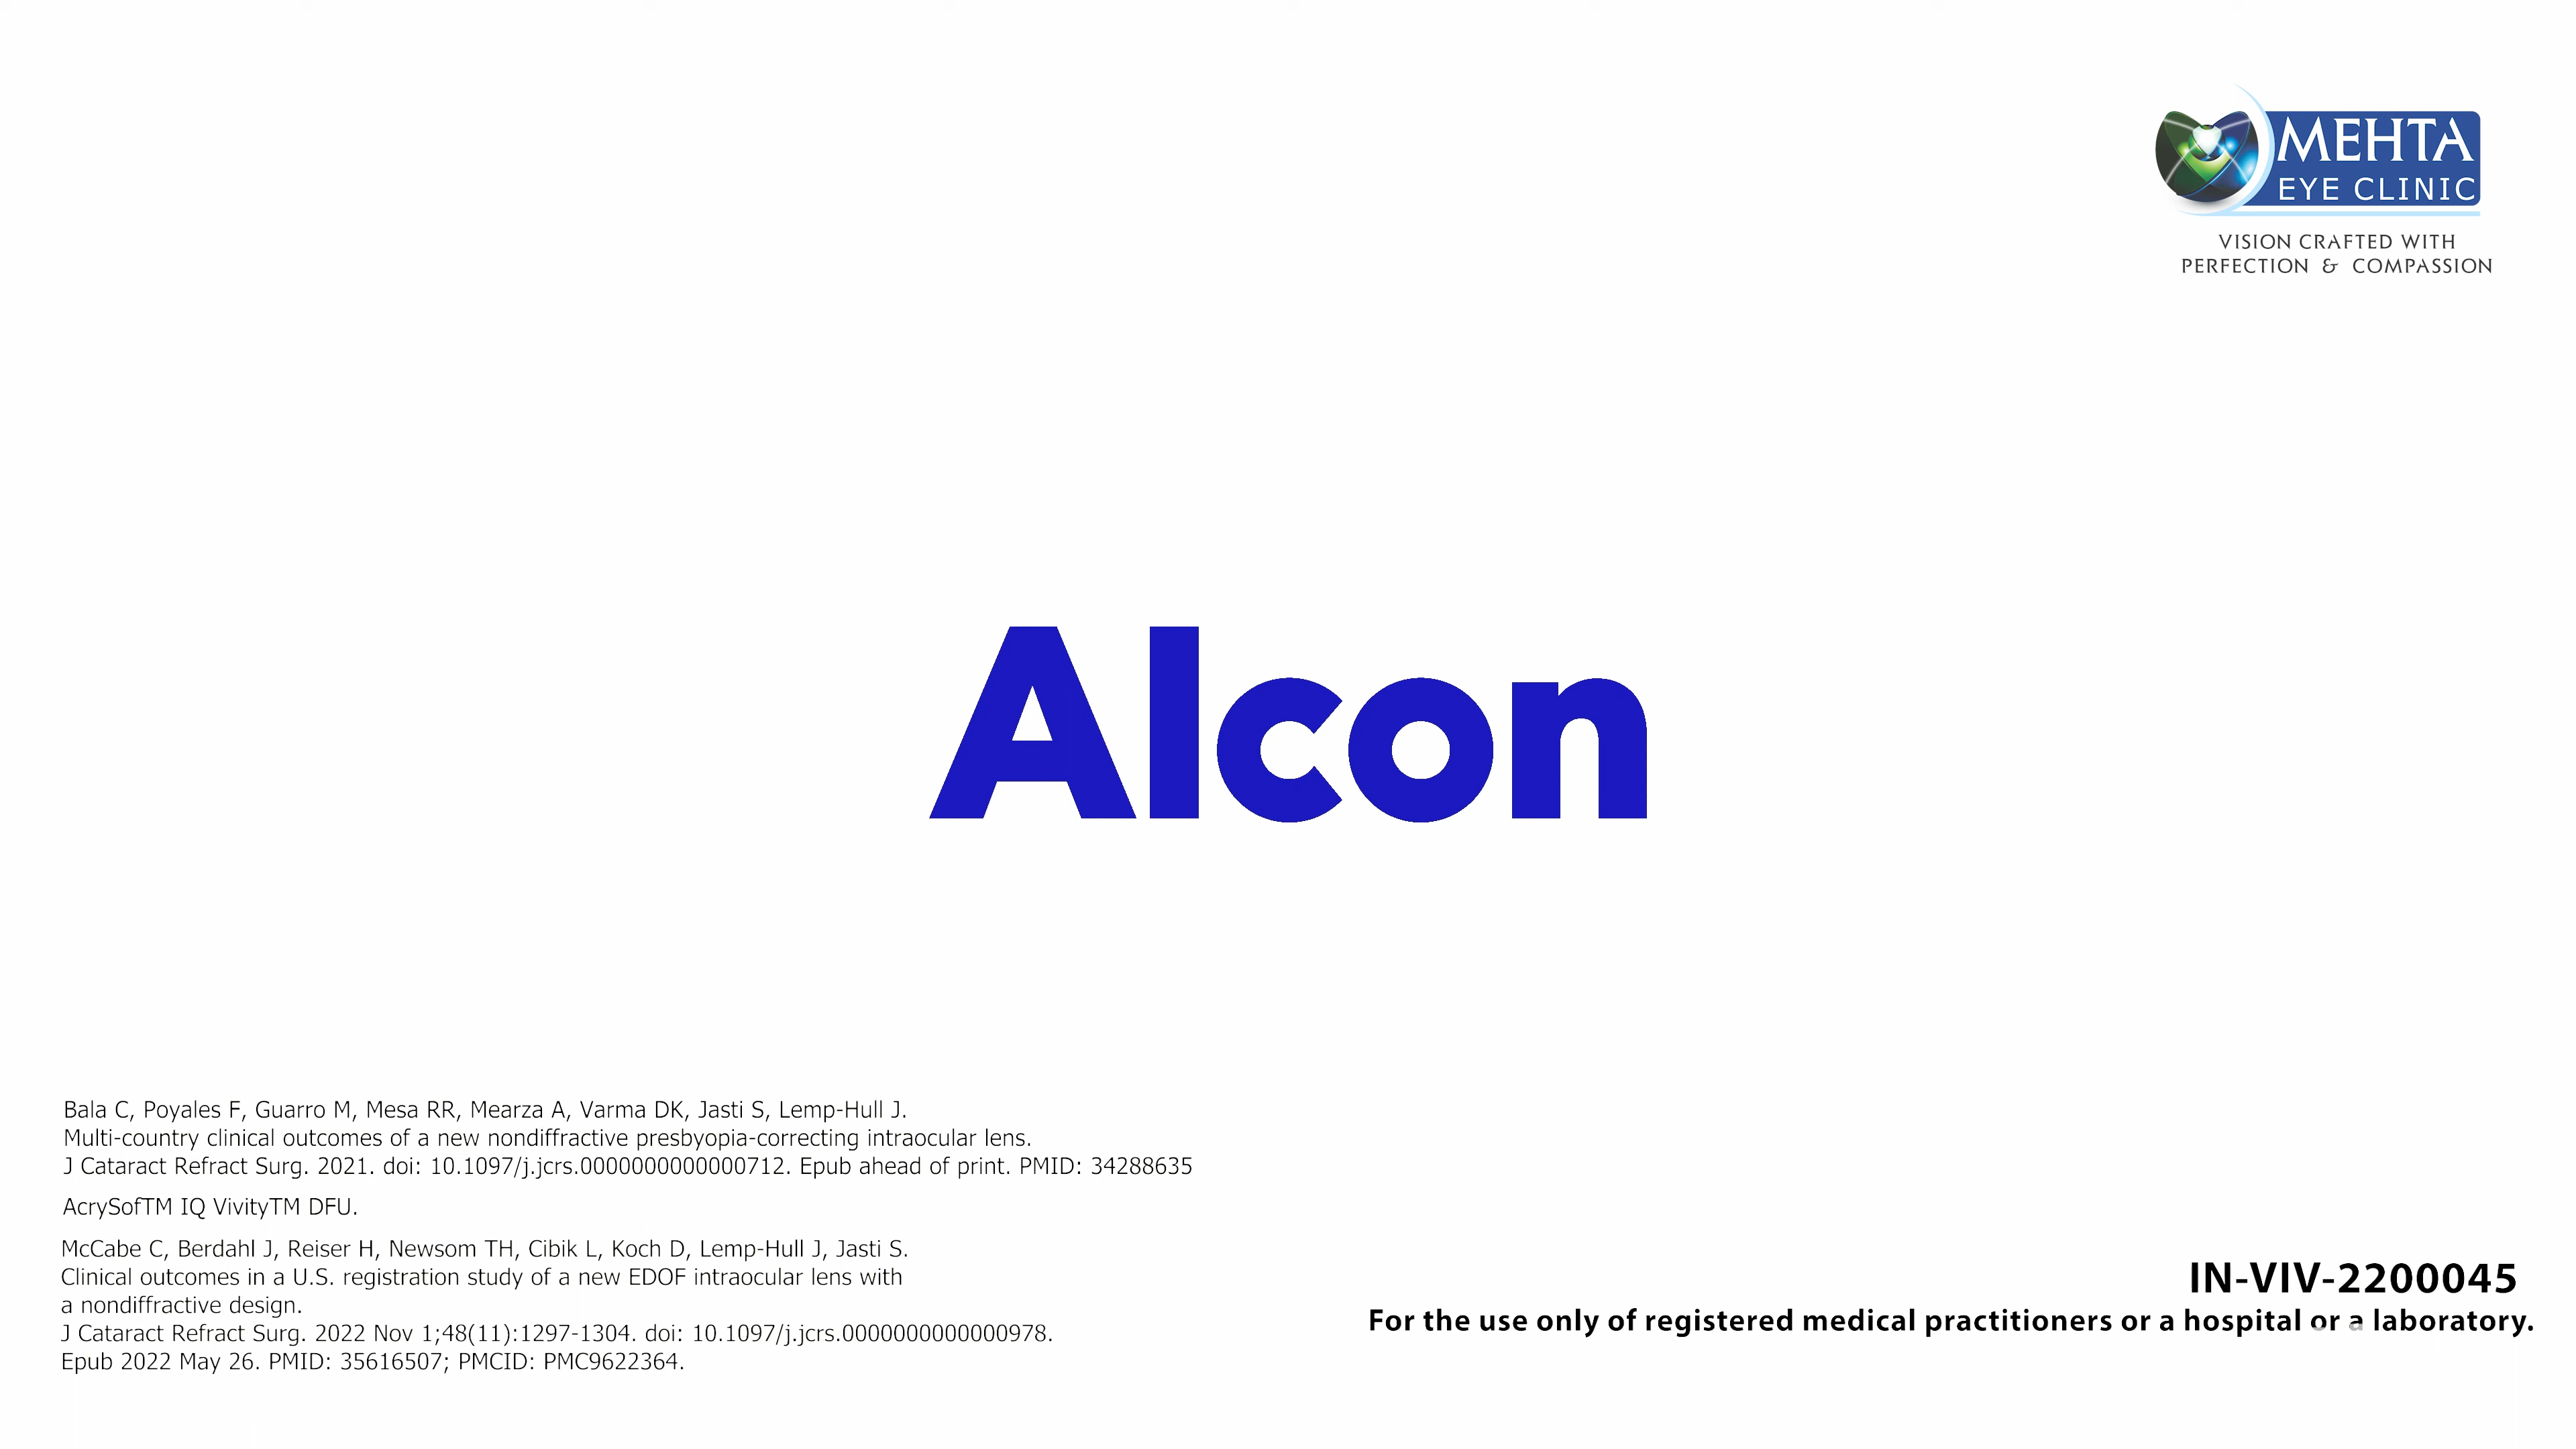 MEHTA
EYE CLINIC
VISION CRAFTED WITH
PERFECTION & COMPASSION
Alcon
Bala C, Poyales F, Guarro M, Mesa RR, Mearza A, Varma DK, Jasti S, Lemp-Hull J.
Multi-country clinical outcomes of a new nondiffractive presbyopia-correcting intraocular lens.
J Cataract Refract Surg. 2021. doi: 10.1097/j.jcrs.0000000000000712. Epub ahead of print. PMID: 34288635
AcrySofTM IQ VivityTM DFU.
McCabe C, Berdahl J, Reiser H, Newsom TH, Cibik L, Koch D, Lemp-Hull J, Jasti S.
Clinical outcomes in a U.S. registration study of a new EDOF intraocular lens with
a nondiffractive design.
J Cataract Refract Surg. 2022 Nov 1;48(11):1297-1304. doi: 10.1097/j.jcrs.0000000000000978.
Epub 2022 May 26. PMID: 35616507; PMCID: PMC9622364.
IN-VIV-2200045
For the use only of registered medical practitioners or a hospital or a laboratory.